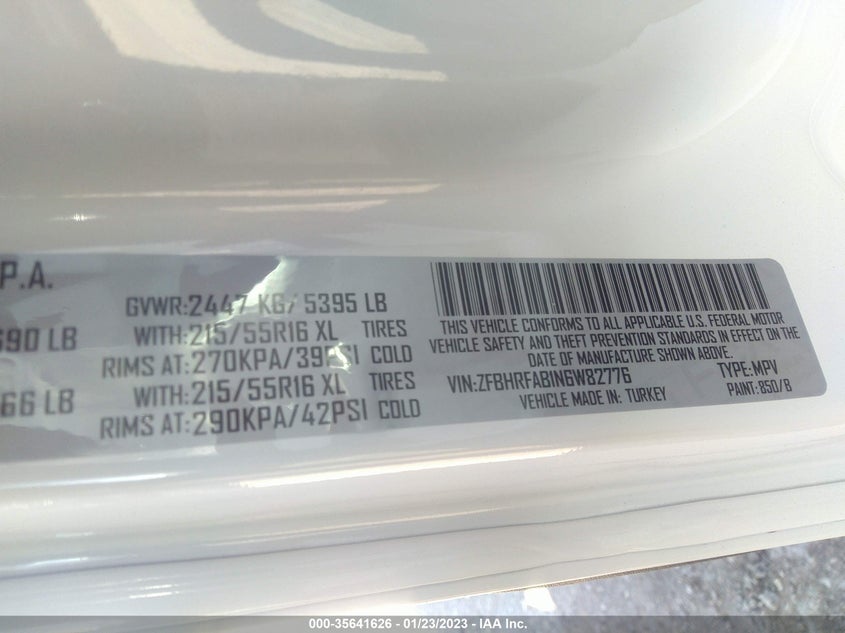 P.A.
GVWR:2447 KG/ 5395 LB
690 LB WITH:215/55R16 XL TIRES
RIMS AT:270KPA/39PSI COLD
66 LB WITH:215/55R16 XL TIRES
RIMS AT:290KPA/42PSI COLD
THIS VEHICLE CONFORMS TO ALL APPLICABLE U.S. FEDERAL MOTOR
VEHICLE SAFETY AND THEFT PREVENTION STANDARDS IN EFFECT ON THE
DATE OF MANUFACTURE SHOWN ABOVE.
VIN:ZFBHRFAB1N6W82776 TYPE: MPV
VEHICLE MADE IN: TURKEY PAINT: 850/B
000-35641626 - 01/23/2023 - IAA Inc.